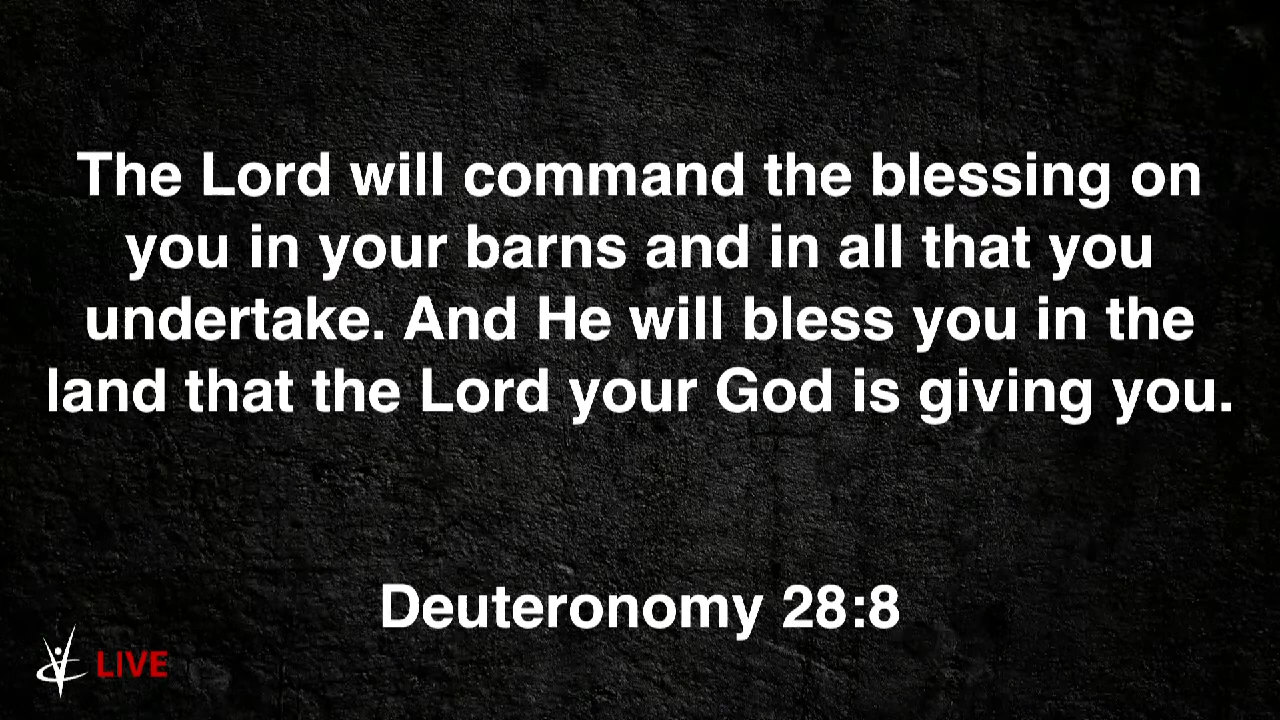 The Lord will command the blessing on
you in your barns and in all that you
undertake. And He will bless you in the
land that the Lord your God is giving you.
Deuteronomy 28:8
LIVE